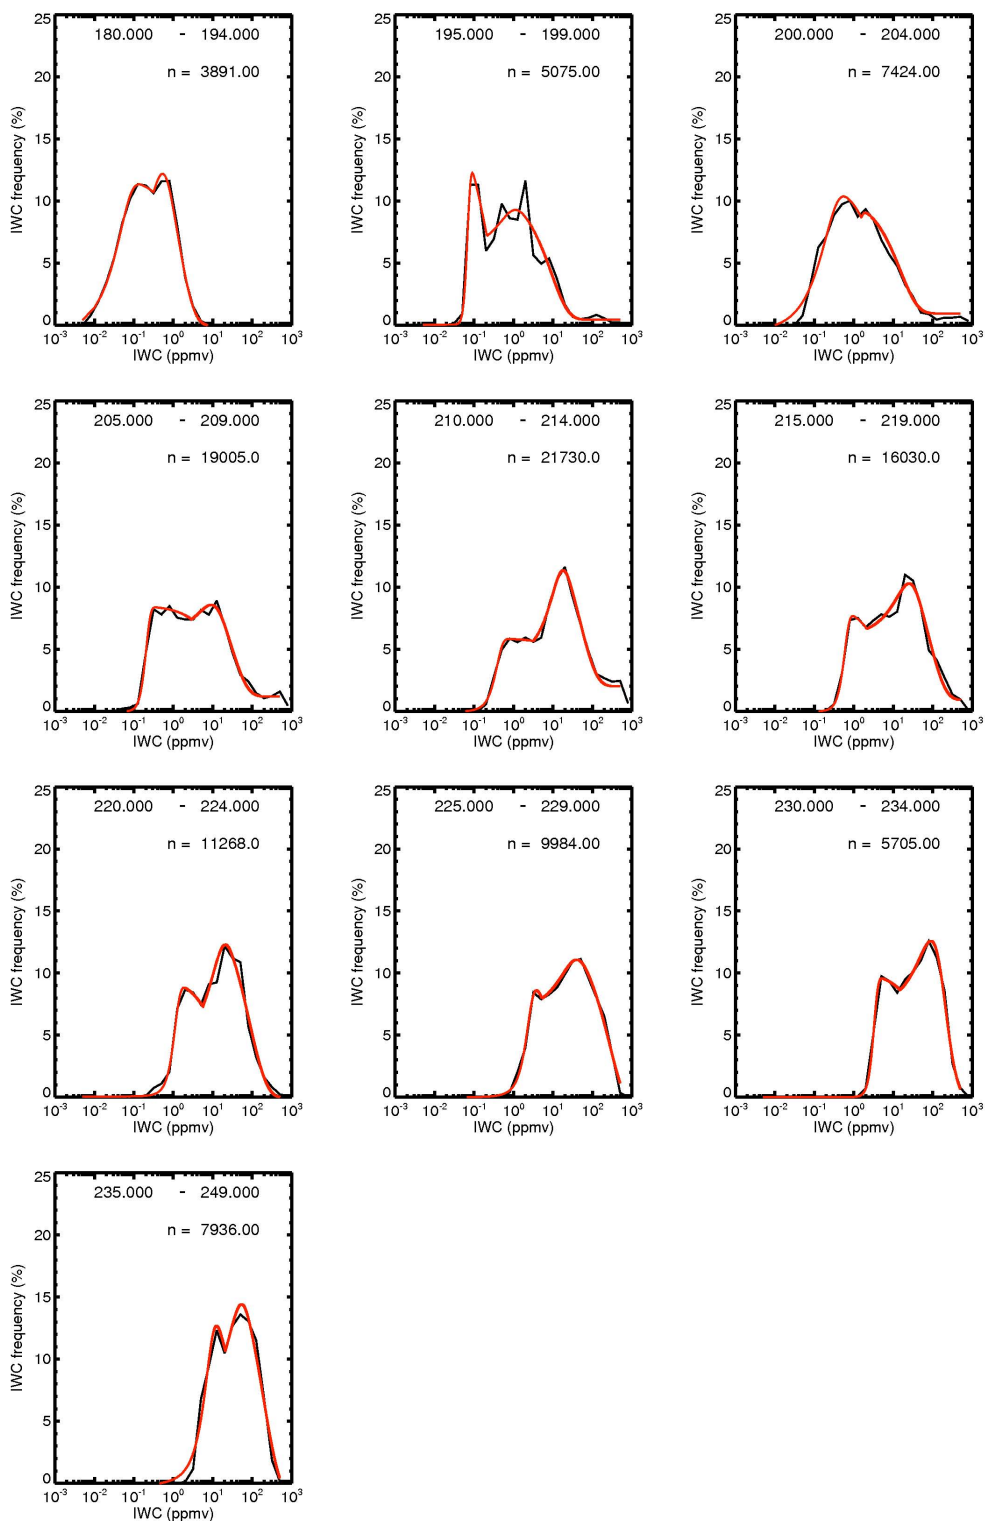 25
180.000 - 194.000
n = 3891.00
20
15
10
5
0
IWC frequency (%)
10-3 10-2 10-1 100 101 102 103
IWC (ppmv)
25
195.000 - 199.000
n = 5075.00
20
15
10
5
0
IWC frequency (%)
10-3 10-2 10-1 100 101 102 103
IWC (ppmv)
25
200.000 - 204.000
n = 7424.00
20
15
10
5
0
IWC frequency (%)
10-3 10-2 10-1 100 101 102 103
IWC (ppmv)
25
205.000 - 209.000
n = 19005.0
20
15
10
5
0
IWC frequency (%)
10-3 10-2 10-1 100 101 102 103
IWC (ppmv)
25
210.000 - 214.000
n = 21730.0
20
15
10
5
0
IWC frequency (%)
10-3 10-2 10-1 100 101 102 103
IWC (ppmv)
25
215.000 - 219.000
n = 16030.0
20
15
10
5
0
IWC frequency (%)
10-3 10-2 10-1 100 101 102 103
IWC (ppmv)
25
220.000 - 224.000
n = 11268.0
20
15
10
5
0
IWC frequency (%)
10-3 10-2 10-1 100 101 102 103
IWC (ppmv)
25
225.000 - 229.000
n = 9984.00
20
15
10
5
0
IWC frequency (%)
10-3 10-2 10-1 100 101 102 103
IWC (ppmv)
25
230.000 - 234.000
n = 5705.00
20
15
10
5
0
IWC frequency (%)
10-3 10-2 10-1 100 101 102 103
IWC (ppmv)
25
235.000 - 249.000
n = 7936.00
20
15
10
5
0
IWC frequency (%)
10-3 10-2 10-1 100 101 102 103
IWC (ppmv)